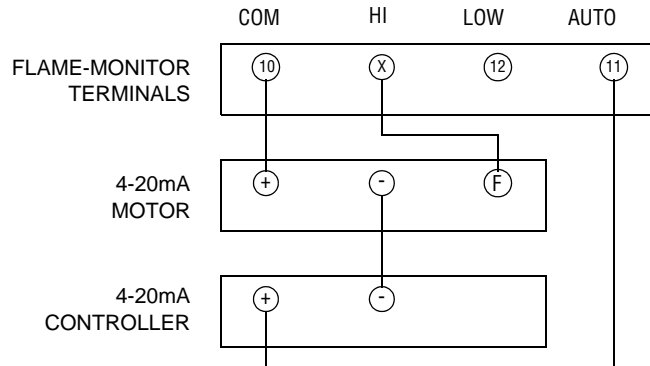 COM HI LOW AUTO
FLAME-MONITOR
TERMINALS
10 X 12 11
4-20mA
MOTOR
+ - F
4-20mA
CONTROLLER
+ -